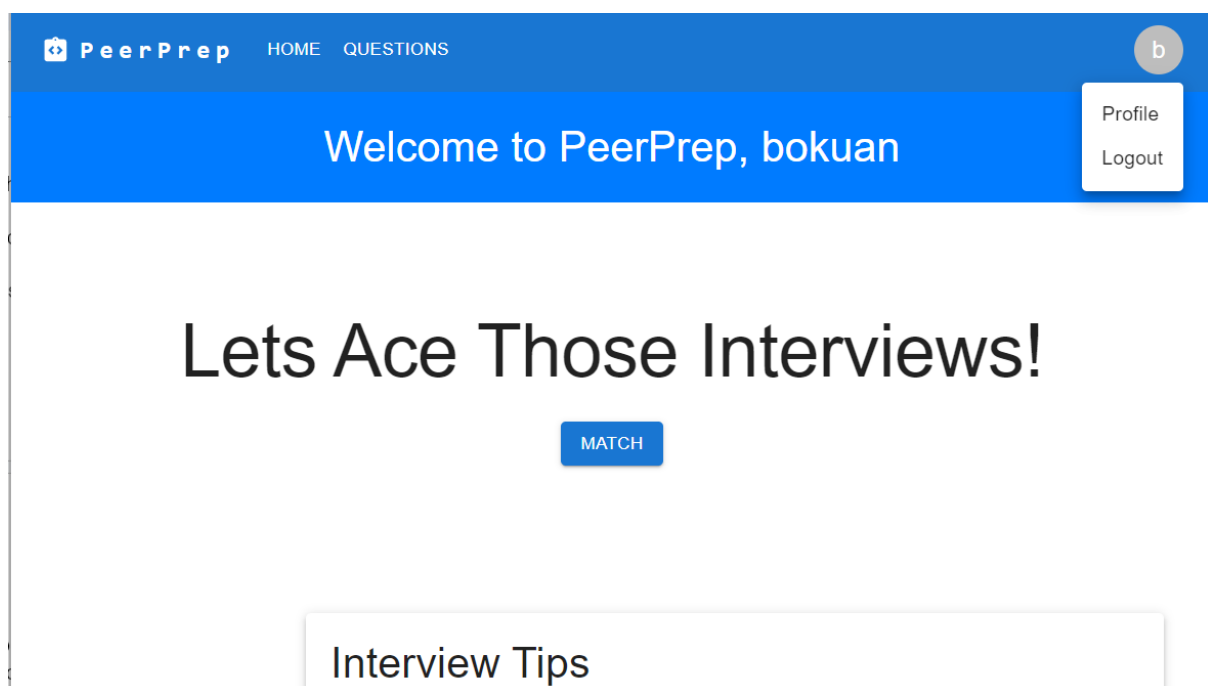 PeerPrep HOME QUESTIONS b
Profile
Welcome to PeerPrep, bokuan
Logout
Lets Ace Those Interviews!
MATCH
Interview Tips